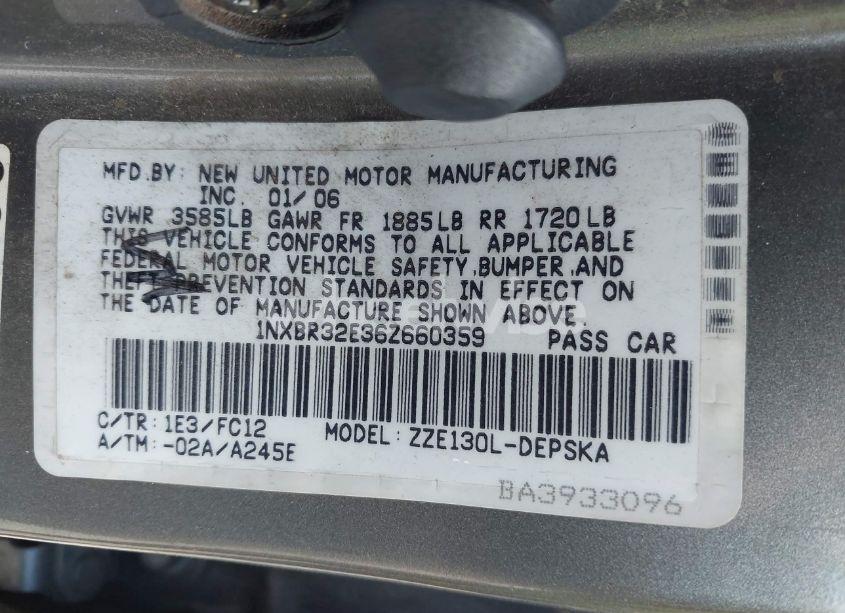 MFD.BY: NEW UNITED MOTOR MANUFACTURING
INC. 01/06
GVWR 3585LB GAWR FR 1885LB RR 1720LB
THIS VEHICLE CONFORMS TO ALL APPLICABLE
FEDERAL MOTOR VEHICLE SAFETY,BUMPER,AND
THEFT PREVENTION STANDARDS IN EFFECT ON
THE DATE OF MANUFACTURE SHOWN ABOVE.
1NXBR32E36Z660359 PASS CAR
C/TR: 1E3/FC12
A/TM: -02A/A245E
MODEL: ZZE130L-DEPSKA
BA3933096